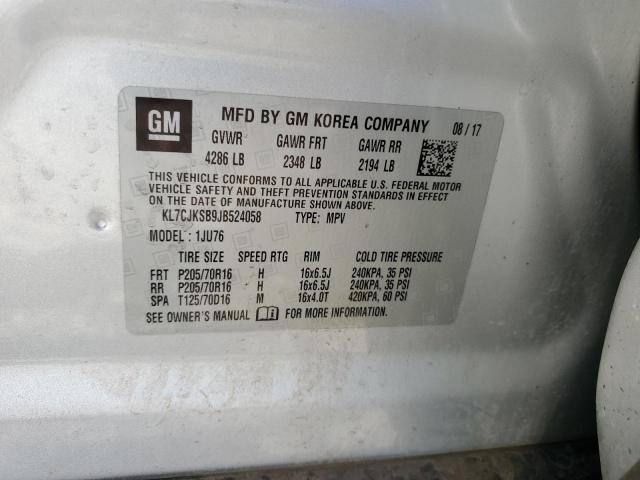 GM MFD BY GM KOREA COMPANY 08/17
GVWR GAWR FRT GAWR RR
4286 LB 2348 LB 2194 LB
THIS VEHICLE CONFORMS TO ALL APPLICABLE U.S. FEDERAL MOTOR
VEHICLE SAFETY AND THEFT PREVENTION STANDARDS IN EFFECT
ON THE DATE OF MANUFACTURE SHOWN ABOVE.
KL7CJKSB9JB524058 TYPE: MPV
MODEL: 1JU76
TIRE SIZE SPEED RTG RIM COLD TIRE PRESSURE
FRT P205/70R16 H 16x6.5J 240KPA, 35 PSI
RR P205/70R16 H 16x6.5J 240KPA, 35 PSI
SPA T125/70D16 M 16x4.0T 420KPA, 60 PSI
SEE OWNER'S MANUAL FOR MORE INFORMATION.